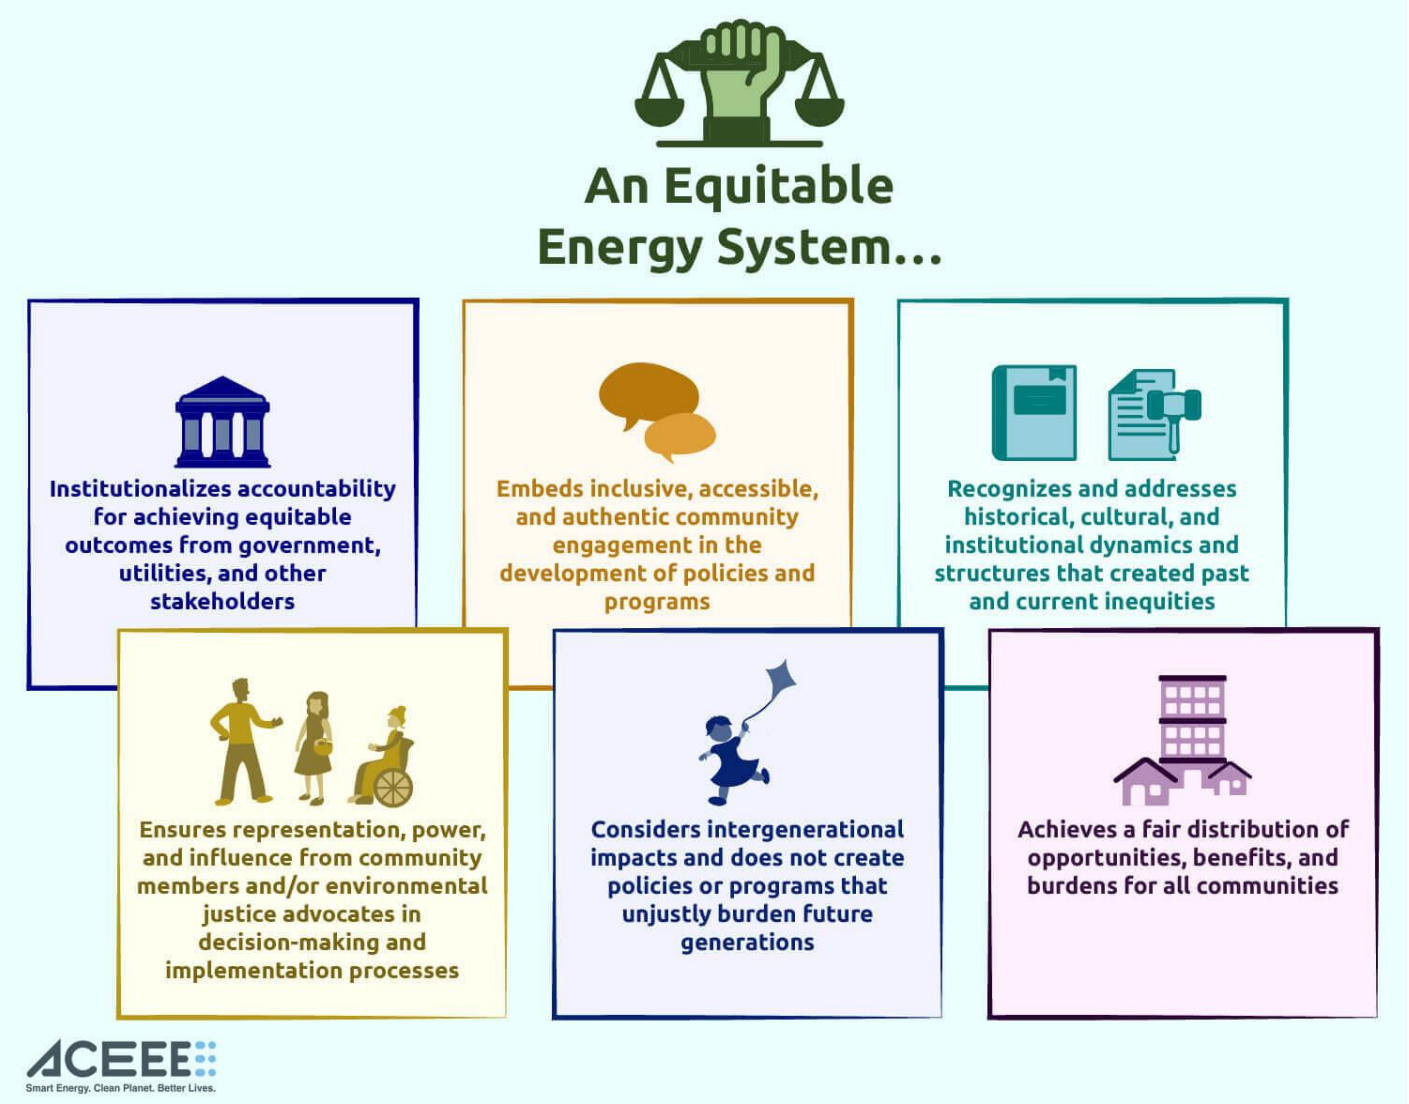 An Equitable
Energy System...
Institutionalizes accountability
for achieving equitable
outcomes from government,
utilities, and other
stakeholders
Embeds inclusive, accessible,
and authentic community
engagement in the
development of policies and
programs
Recognizes and addresses
historical, cultural, and
institutional dynamics and
structures that created past
and current inequities
Ensures representation, power,
and influence from community
members and/or environmental
justice advocates in
decision-making and
implementation processes
Considers intergenerational
impacts and does not create
policies or programs that
unjustly burden future
generations
Achieves a fair distribution of
opportunities, benefits, and
burdens for all communities
ACEEE
Smart Energy. Clean Planet. Better Lives.